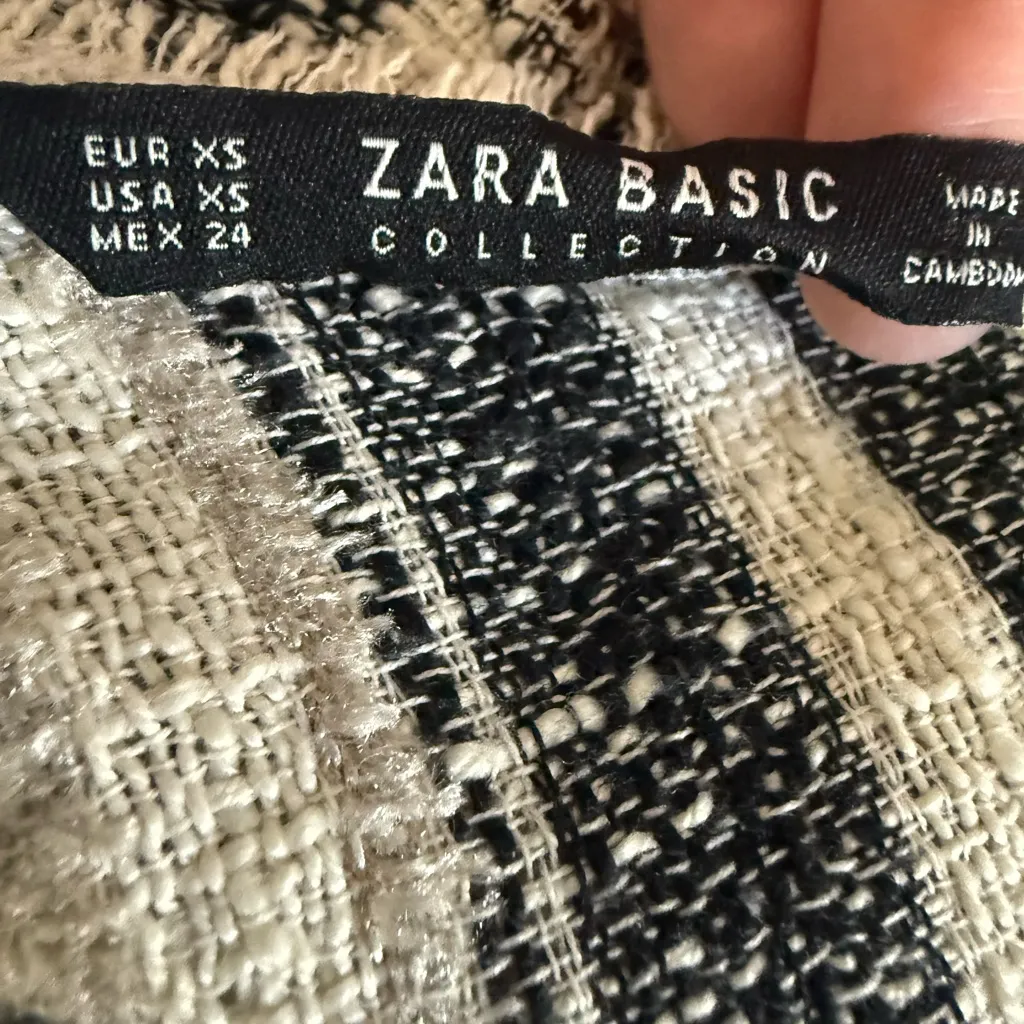 EUR XS
USA XS
MEX 24
ZARA BASIC
COLLECTION
MADE
IN